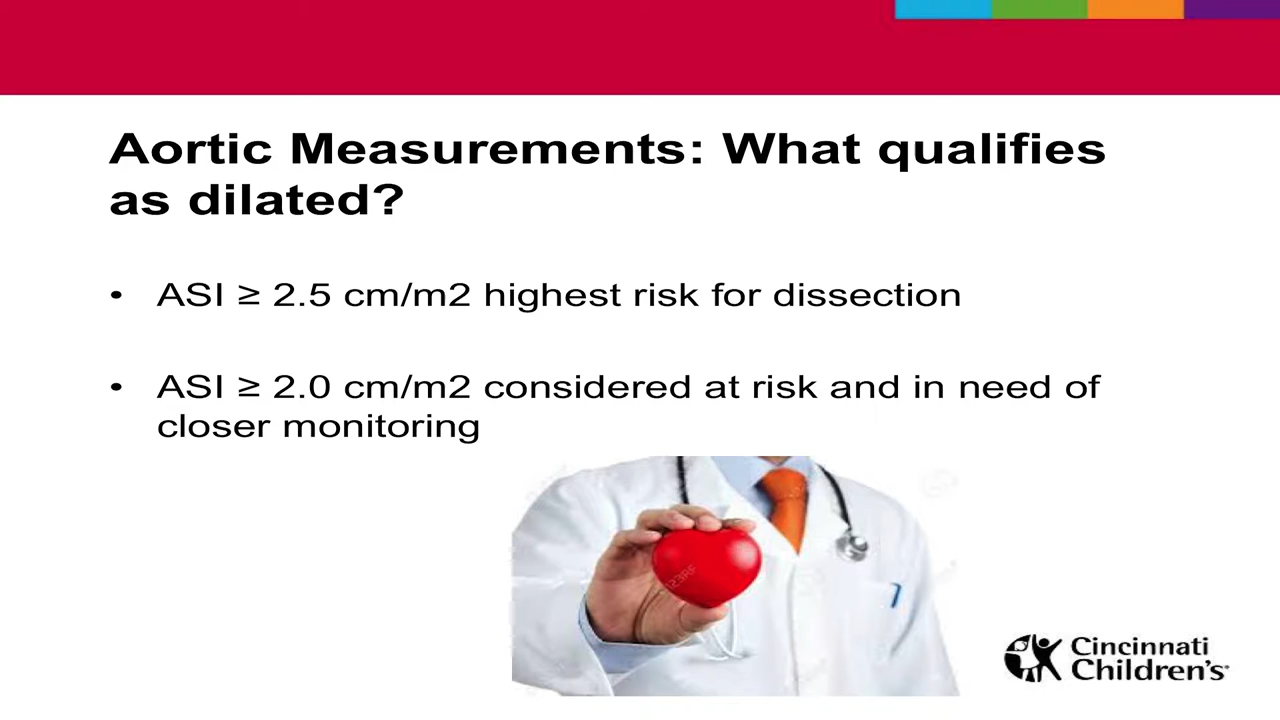 Aortic Measurements: What qualifies
as dilated?
• ASI ≥ 2.5 cm/m2 highest risk for dissection
• ASI ≥ 2.0 cm/m2 considered at risk and in need of
closer monitoring
123RF
Cincinnati
Children's